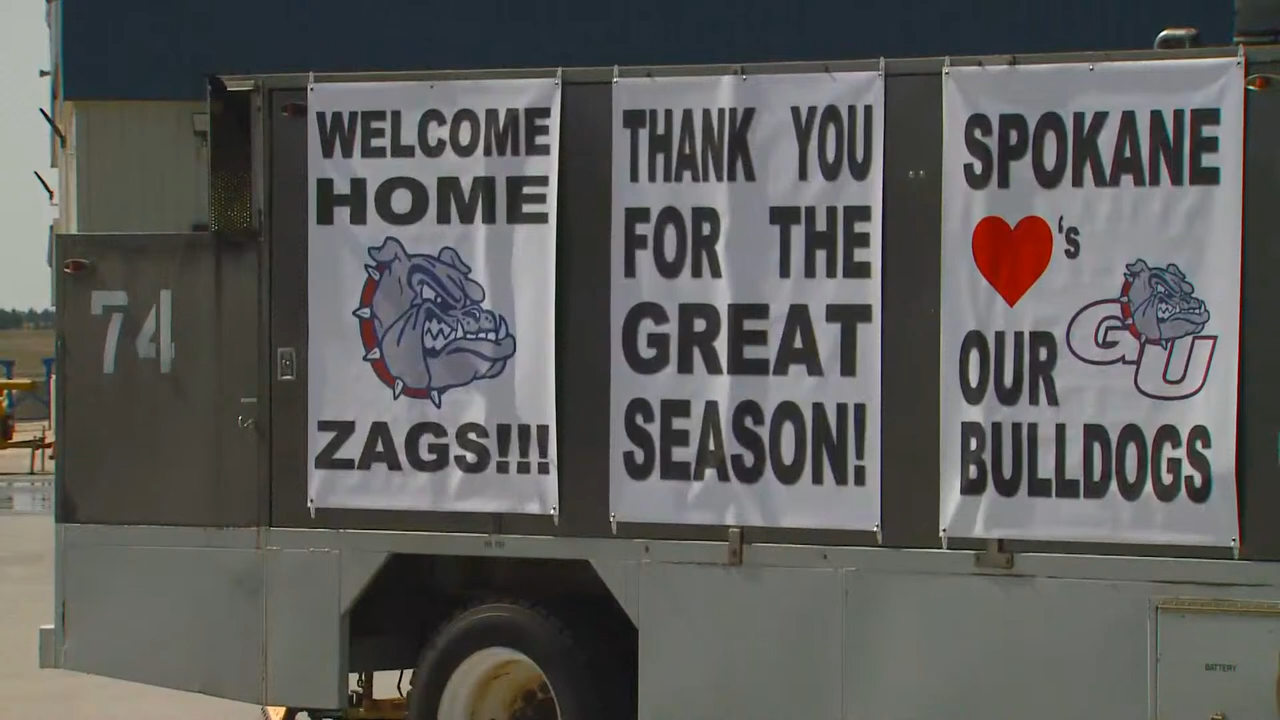 74
WELCOME
HOME
ZAGS!!!
THANK YOU
FOR THE
GREAT
SEASON!
SPOKANE
❤'s
GU
OUR
BULLDOGS
BATTERY